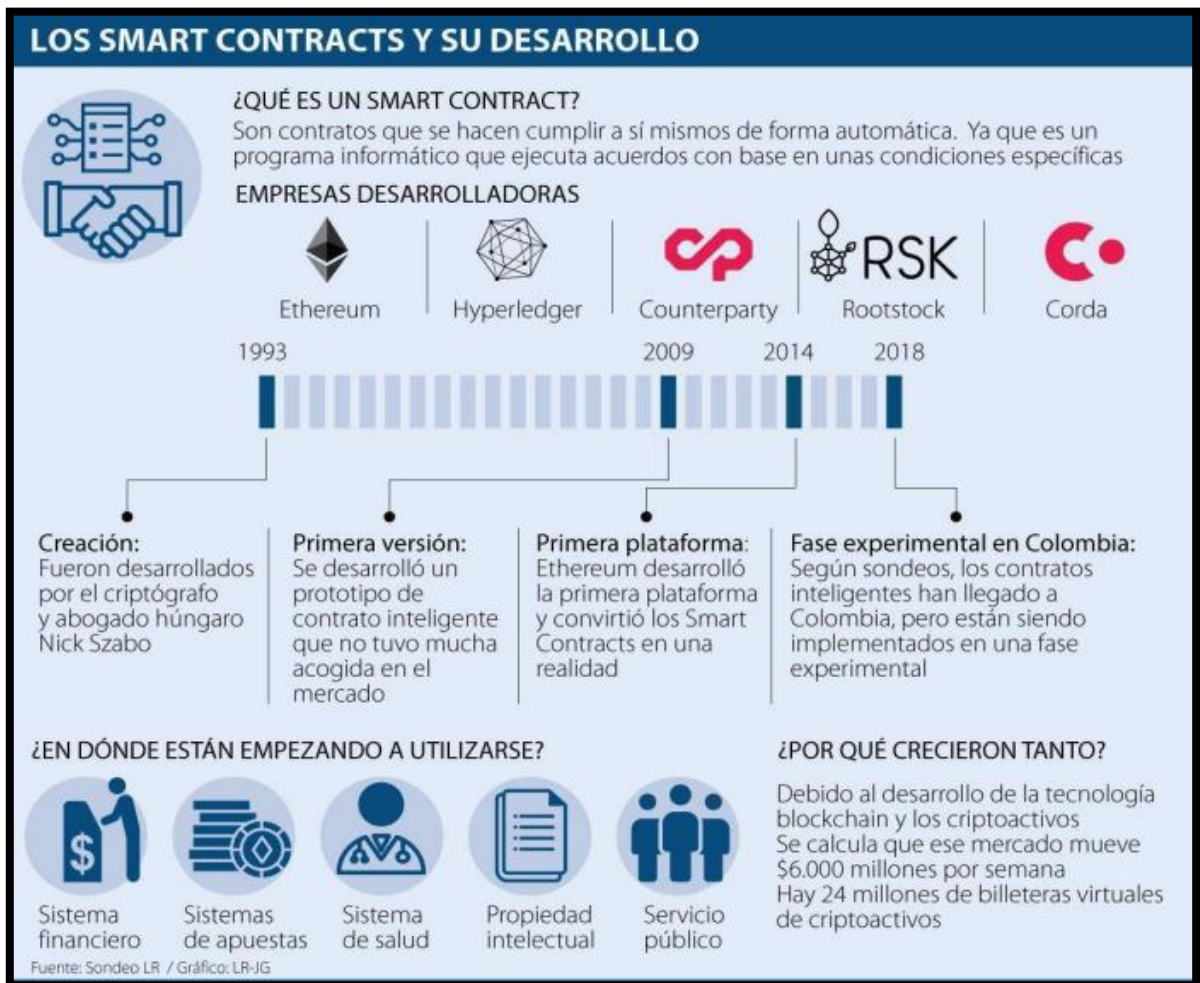 LOS SMART CONTRACTS Y SU DESARROLLO
¿QUÉ ES UN SMART CONTRACT?
Son contratos que se hacen cumplir a sí mismos de forma automática. Ya que es un
programa informático que ejecuta acuerdos con base en unas condiciones específicas
EMPRESAS DESARROLLADORAS
RSK
Ethereum
Hyperledger
Counterparty
Rootstock
Corda
1993
2009
2014
2018
Creación:
Fueron desarrollados
por el criptógrafo
y abogado húngaro
Nick Szabo
Primera versión:
Se desarrolló un
prototipo de
contrato inteligente
que no tuvo mucha
acogida en el
mercado
Primera plataforma:
Ethereum desarrolló
la primera plataforma
y convirtió los Smart
Contracts en una
realidad
Fase experimental en Colombia:
Según sondeos, los contratos
inteligentes han llegado a
Colombia, pero están siendo
implementados en una fase
experimental
¿EN DÓNDE ESTÁN EMPEZANDO A UTILIZARSE?
$
Sistema
financiero
Sistemas
de apuestas
Sistema
de salud
Propiedad
intelectual
Servicio
público
¿POR QUÉ CRECIERON TANTO?
Debido al desarrollo de la tecnología
blockchain y los criptoactivos
Se calcula que ese mercado mueve
$6.000 millones por semana
Hay 24 millones de billeteras virtuales
de criptoactivos
Fuente: Sondeo LR / Gráfico: LR-JG